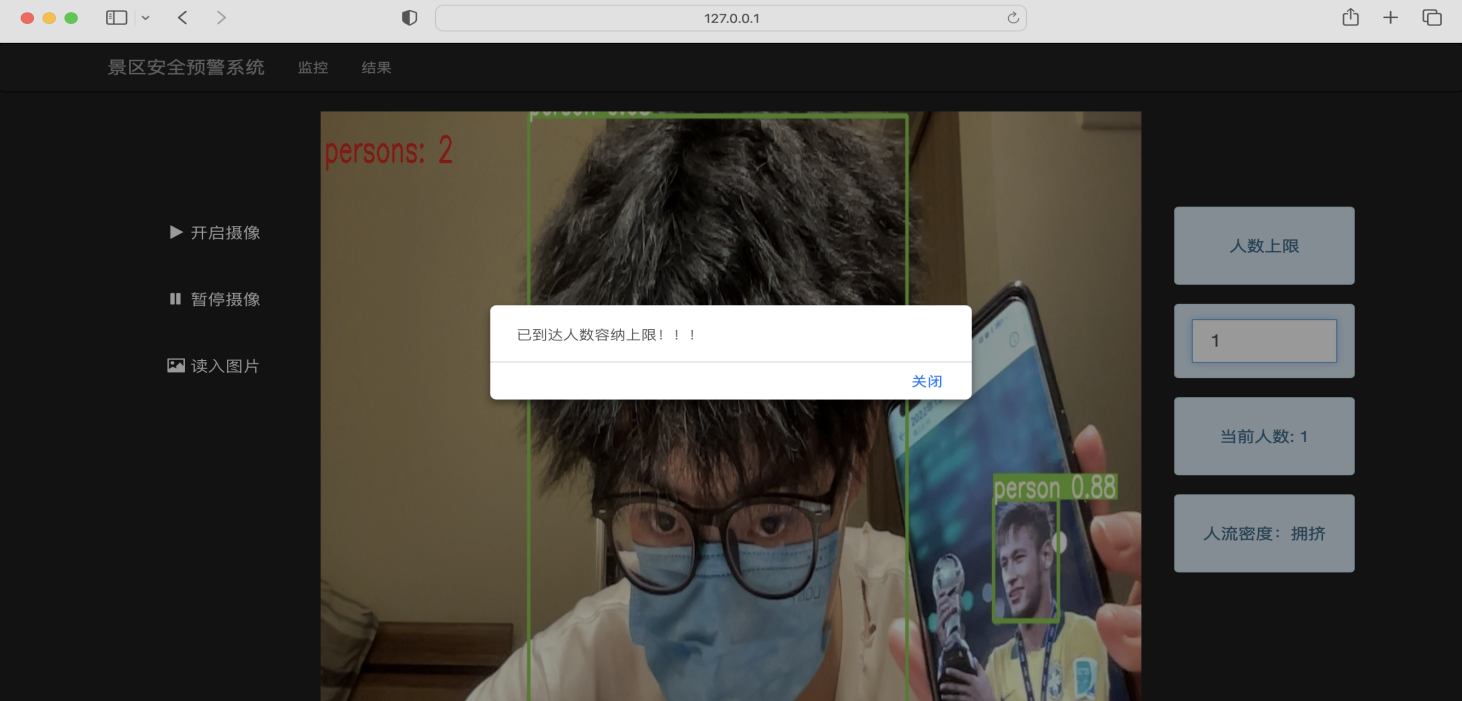 127.0.0.1
景区安全预警系统 监控 结果
persons: 2
开启摄像
暂停摄像
读入图片
已到达人数容纳上限！！！
关闭
person 0.88
人数上限
1
当前人数: 1
人流密度：拥挤